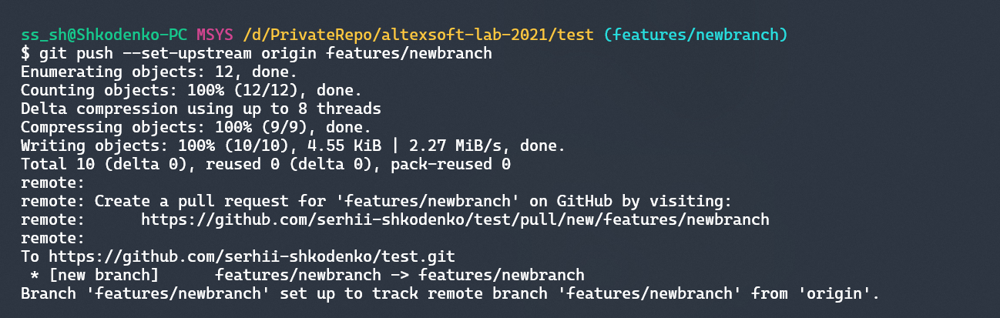 ss_sh@Shkodenko-PC MSYS /d/PrivateRepo/altexsoft-lab-2021/test (features/newbranch)
$ git push --set-upstream origin features/newbranch
Enumerating objects: 12, done.
Counting objects: 100% (12/12), done.
Delta compression using up to 8 threads
Compressing objects: 100% (9/9), done.
Writing objects: 100% (10/10), 4.55 KiB | 2.27 MiB/s, done.
Total 10 (delta 0), reused 0 (delta 0), pack-reused 0
remote:
remote: Create a pull request for 'features/newbranch' on GitHub by visiting:
remote:      https://github.com/serhii-shkodenko/test/pull/new/features/newbranch
remote:
To https://github.com/serhii-shkodenko/test.git
 * [new branch]      features/newbranch -> features/newbranch
Branch 'features/newbranch' set up to track remote branch 'features/newbranch' from 'origin'.